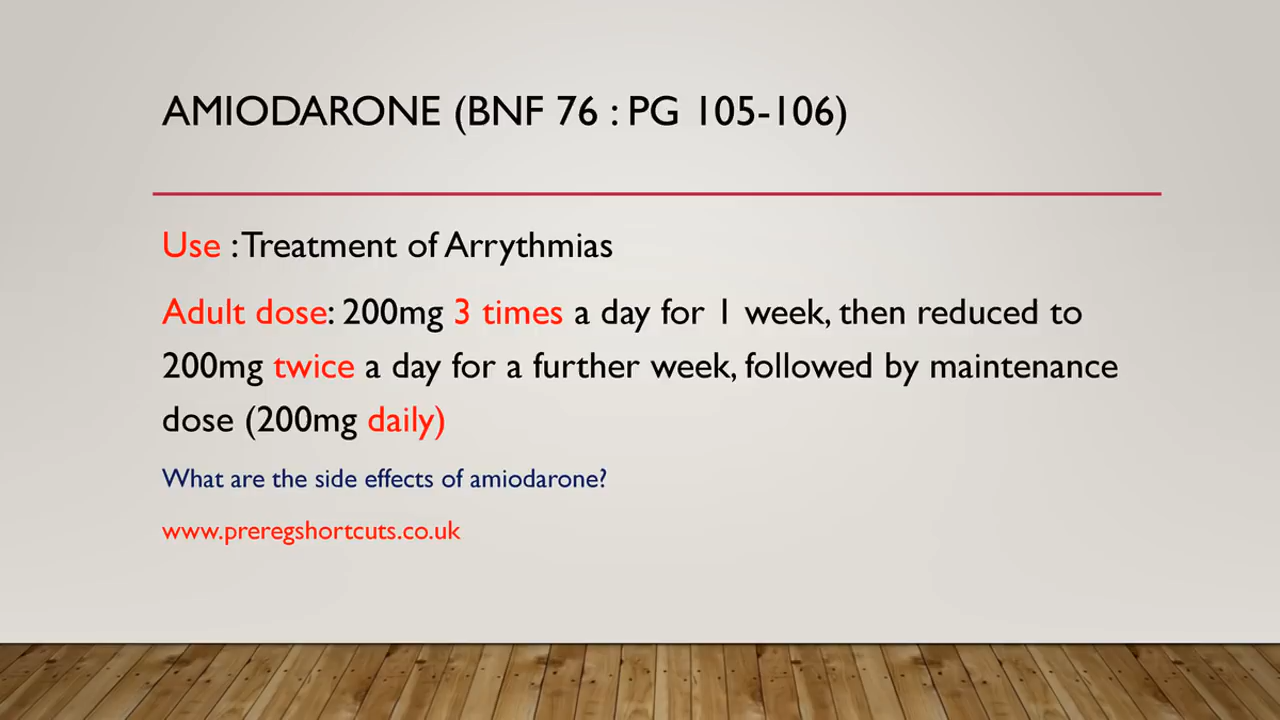 AMIODARONE (BNF 76 : PG 105-106)
Use : Treatment of Arrythmias
Adult dose: 200mg 3 times a day for 1 week, then reduced to
200mg twice a day for a further week, followed by maintenance
dose (200mg daily)
What are the side effects of amiodarone?
www.preregshortcuts.co.uk